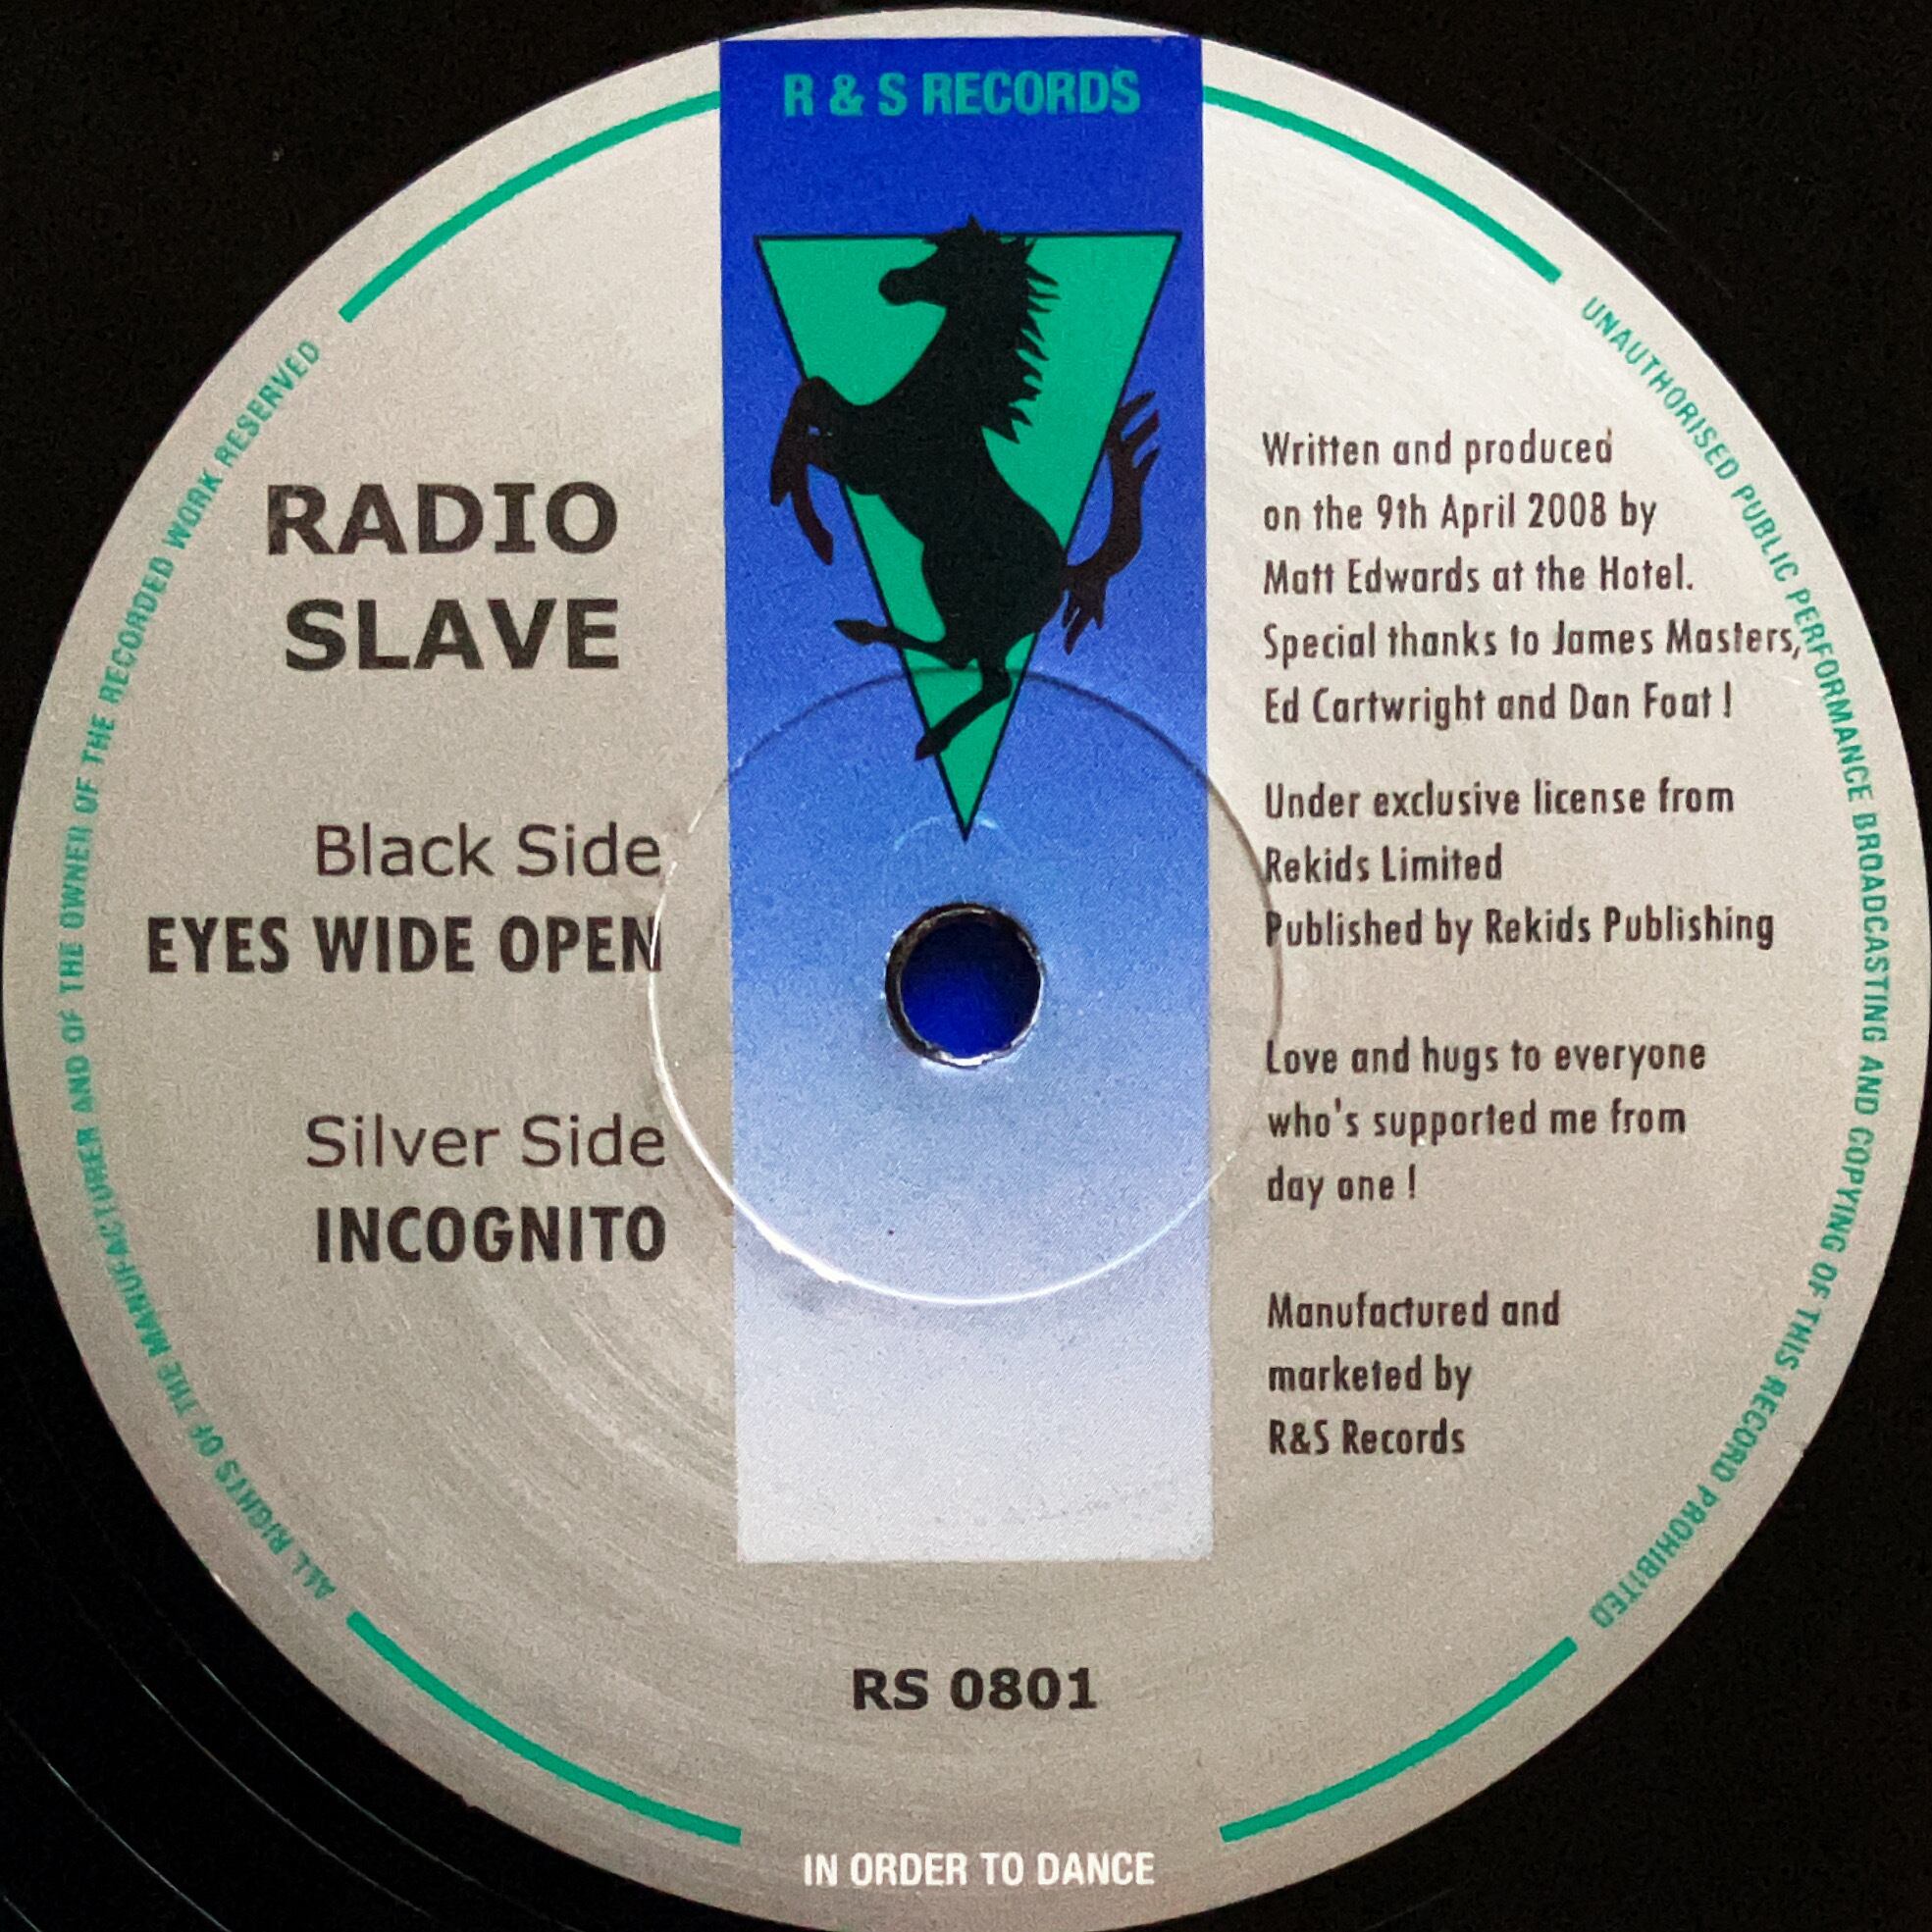 R & S RECORDS
RADIO
SLAVE
Black Side
EYES WIDE OPEN
Silver Side
INCOGNITO
Written and produced
on the 9th April 2008 by
Matt Edwards at the Hotel.
Special thanks to James Masters,
Ed Cartwright and Dan Foat !
Under exclusive license from
Rekids Limited
Published by Rekids Publishing
Love and hugs to everyone
who's supported me from
day one !
Manufactured and
marketed by
R&S Records
RS 0801
IN ORDER TO DANCE
ALL RIGHTS OF THE MANUFACTURER AND OF THE OWNER OF THE RECORDED WORK RESERVED
UNAUTHORISED PUBLIC PERFORMANCE BROADCASTING AND COPYING OF THIS RECORD PROHIBITED